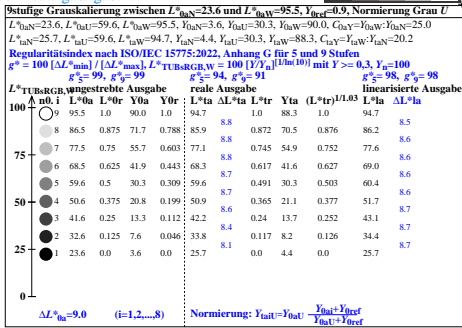 9stufige Grauskalierung zwischen L*0aN=23.6 und L*0aW=95.5, Y0ref=0.9, Normierung Grau U
L*0aN=23.6, L*0aU=59.6, L*0aW=95.5, Y0aN=3.6, Y0aU=30.3, Y0aW=90.0, C0aY=Y0aW:Y0aN=25.0
L*taN=25.7, L*taU=59.6, L*taW=94.7, YtaN=4.4, YtaU=30.3, YtaW=88.3, CtaY=YtaW:YtaN=20.2
Regularitätsindex nach ISO/IEC 15775:2022, Anhang G für 5 und 9 Stufen
g* = 100 [ΔL*min] / [ΔL*max], L*TUBsRGB,W = 100 [Y/Yn][1/ln(10)] mit Y >= 0,3, Yn=100
g*5= 99, g*9= 99 g*5= 94, g*9= 91 g*5= 98, g*9= 98
L*TUBsRGB,W angestrebte Ausgabe reale Ausgabe linearisierte Ausgabe
n0. i L*0a L*0r Y0a Y0r L*ta ΔL*ta L*tr Yta (L*tr)1/1.03 L*la ΔL*la
100 9 95.5 1.0 90.0 1.0 94.7 1.0 88.3 1.0 94.7
8.8 8.5
8 86.5 0.875 71.7 0.788 85.9 0.872 70.5 0.876 86.2
8.8 8.6
75 7 77.5 0.75 55.7 0.603 77.1 0.745 54.9 0.752 77.6
8.8 8.6
6 68.5 0.625 41.9 0.443 68.3 0.617 41.6 0.627 69.0
8.7 8.6
5 59.6 0.5 30.3 0.309 59.6 0.491 30.3 0.503 60.4
8.7 8.7
50 4 50.6 0.375 20.8 0.199 50.9 0.365 21.1 0.377 51.7
8.6 8.6
3 41.6 0.25 13.3 0.112 42.2 0.24 13.7 0.252 43.1
8.4 8.7
2 32.6 0.125 7.6 0.046 33.8 0.117 8.2 0.126 34.4
8.1 8.7
25 1 23.6 0.0 3.6 0.0 25.7 0.0 4.4 0.0 25.7
0 ΔL*0a=9.0 (i=1,2,...,8) Normierung: YtaiU=Y0aU Y0ai+Y0ref
Y0aU+Y0ref